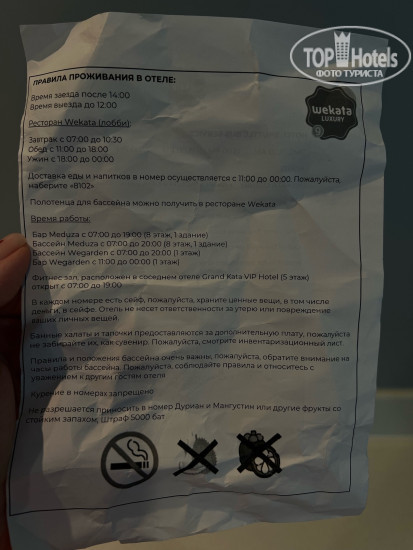 TOP Hotels
ФОТО ТУРИСТА
ПРАВИЛА ПРОЖИВАНИЯ В ОТЕЛЕ:
wekata
LUXURY
Время заезда после 14:00
Время выезда до 12:00
Ресторан Wekata (лобби):
Завтрак с 07:00 до 10:30
Обед с 11:00 до 18:00
Ужин с 18:00 до 00:00
Доставка еды и напитков в номер осуществляется с 11:00 до 00:00. Пожалуйста,
наберите «8102»
Полотенца для бассейна можно получить в ресторане Wekata
Время работы:
Бар Meduza с 07:00 до 19:00 (8 этаж, 1 здание)
Бассейн Meduza с 07:00 до 20:00 (8 этаж, 1 здание)
Бассейн Wegarden с 07:00 до 20:00 (1 этаж)
Бар Wegarden с 11:00 до 00:00 (1 этаж)
Фитнес зал, расположен в соседнем отеле Grand Kata VIP Hotel (5 этаж)
открыт с 07:00 до 19:00
В каждом номере есть сейф, пожалуйста, храните ценные вещи, в том числе
деньги, в сейфе. Отель не несет ответственности за утерю или повреждение
ваших личных вещей.
Банные халаты и тапочки предоставляются за дополнительную плату, пожалуйста
не забирайте их, как сувенир. Пожалуйста, смотрите инвентаризационный лист.
Правила и положения бассейна очень важны, пожалуйста, обратите внимание на
часы работы бассейна. Пожалуйста, соблюдайте правила и относитесь с
уважением к другим гостям отеля
Курение в номерах запрещено
Не разрешается приносить в номер Дуриан и Мангустин или другие фрукты со
стойким запахом, Штраф 5000 бат